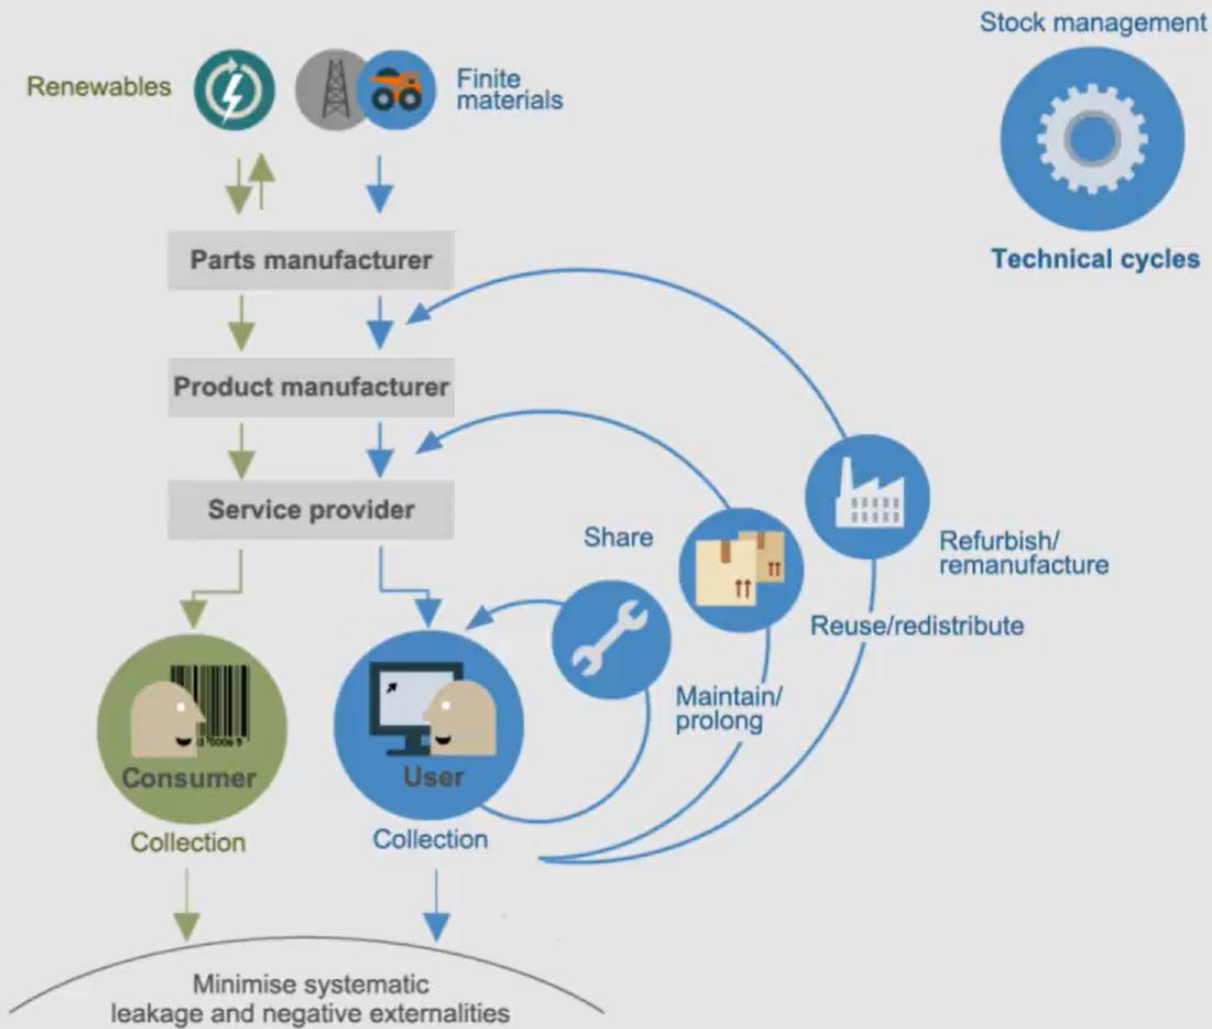 Stock management
Renewables
Finite
materials
Technical cycles
Parts manufacturer
Product manufacturer
Service provider
Share
Refurbish/
remanufacture
Reuse/redistribute
Maintain/
prolong
Consumer
User
Collection
Collection
Minimise systematic
leakage and negative externalities